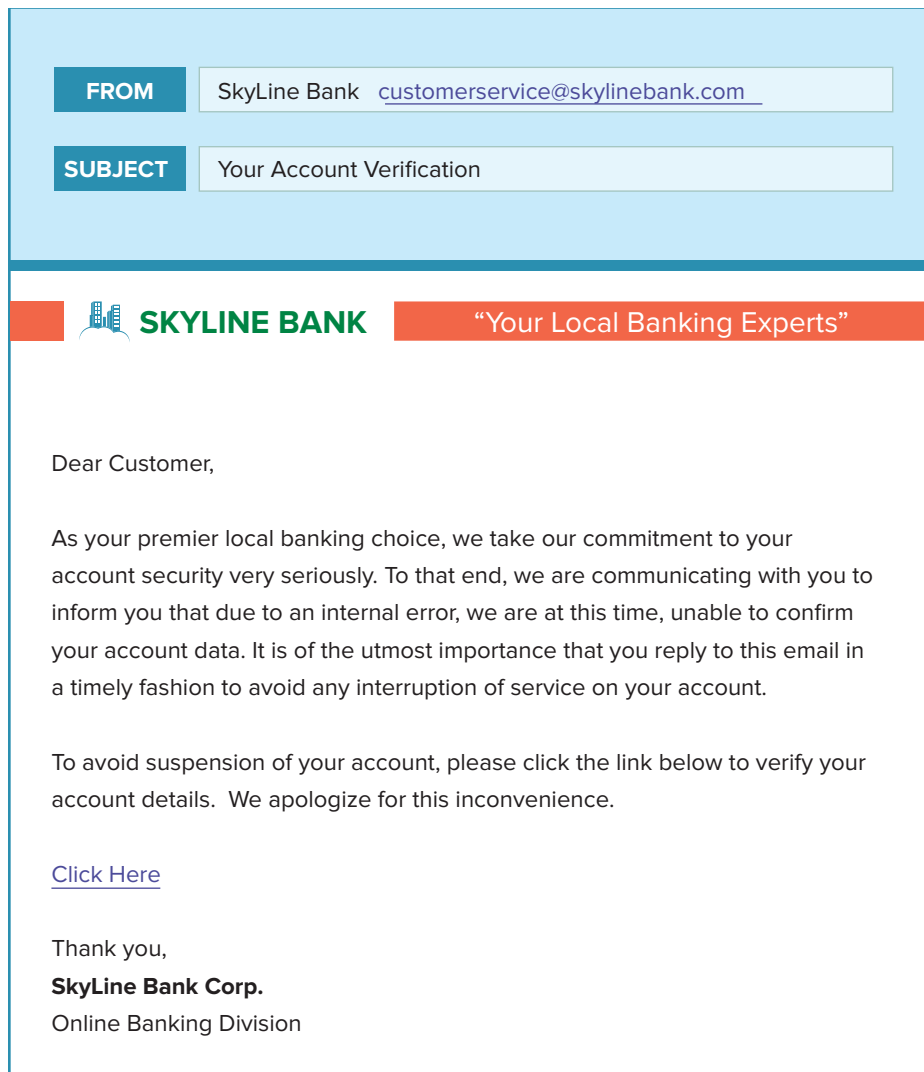 FROM SkyLine Bank customerservice@skylinebank.com
SUBJECT Your Account Verification
SKYLINE BANK “Your Local Banking Experts”
Dear Customer,
As your premier local banking choice, we take our commitment to your
account security very seriously. To that end, we are communicating with you to
inform you that due to an internal error, we are at this time, unable to confirm
your account data. It is of the utmost importance that you reply to this email in
a timely fashion to avoid any interruption of service on your account.
To avoid suspension of your account, please click the link below to verify your
account details.  We apologize for this inconvenience.
Click Here
Thank you,
SkyLine Bank Corp.
Online Banking Division